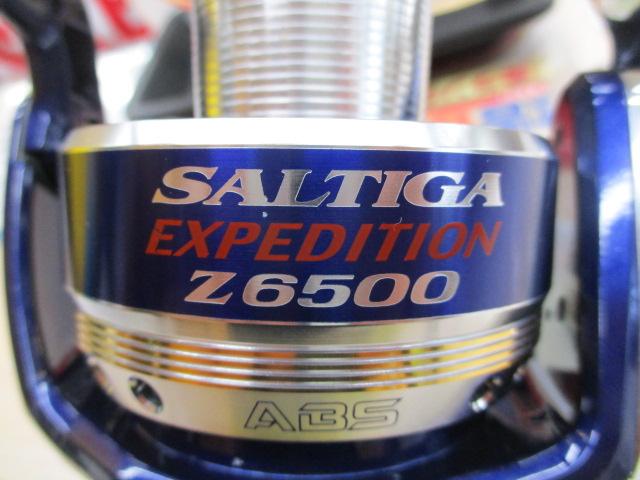 SALTIGA
EXPEDITION
Z6500
ABS